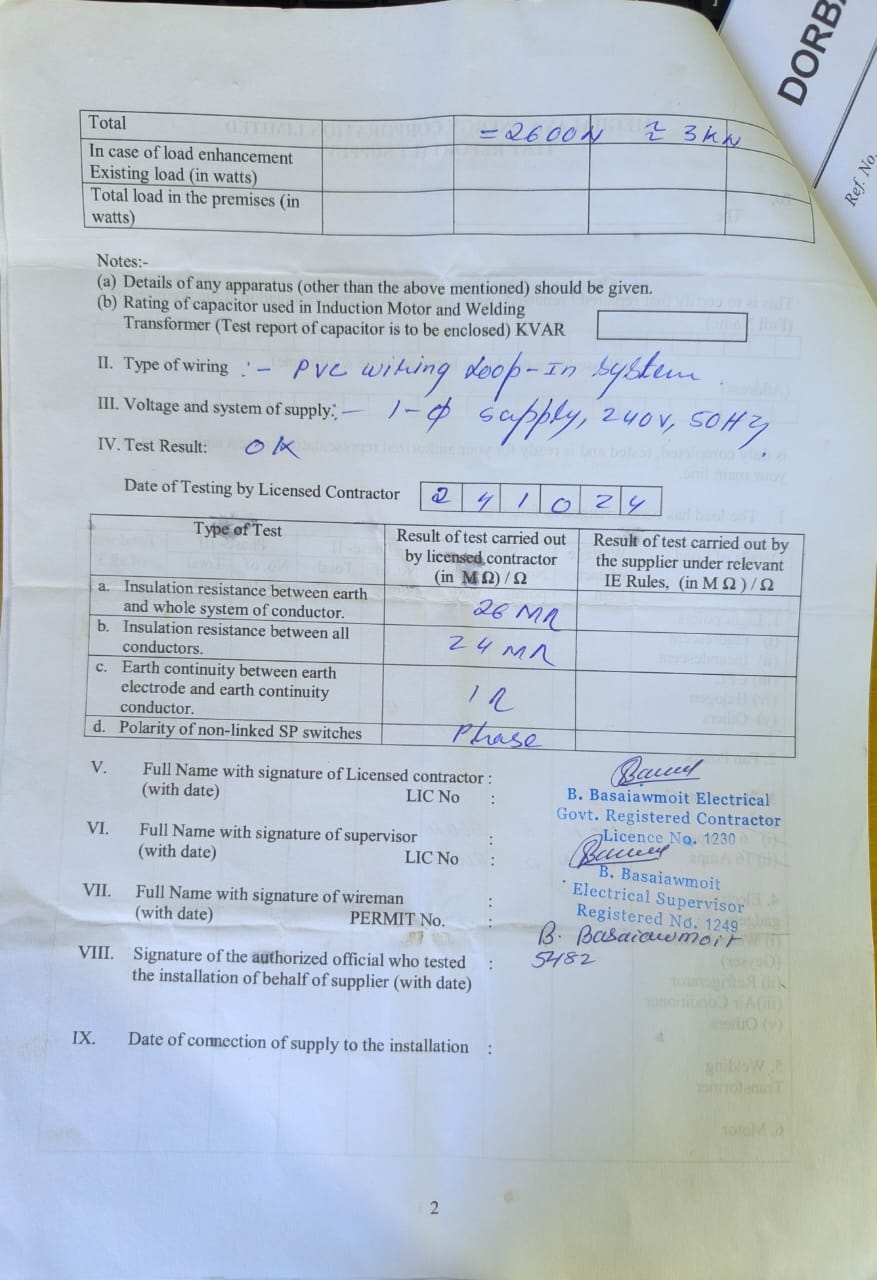 DORB
Ref. No.
Total = 2600W ≈ 3kW
In case of load enhancement
Existing load (in watts)
Total load in the premises (in
watts)
Notes:-
(a) Details of any apparatus (other than the above mentioned) should be given.
(b) Rating of capacitor used in Induction Motor and Welding
Transformer (Test report of capacitor is to be enclosed) KVAR
II. Type of wiring :- PVC wiring Loop-In System
III. Voltage and system of supply:- 1-φ supply, 240V, 50Hz,
IV. Test Result: OK
Date of Testing by Licensed Contractor 2 4 1 0 2 4
Type of Test
Result of test carried out
by licensed contractor
(in MΩ) / Ω
Result of test carried out by
the supplier under relevant
IE Rules, (in M Ω ) / Ω
a. Insulation resistance between earth
and whole system of conductor. 26 MΩ
b. Insulation resistance between all
conductors. 24 MΩ
c. Earth continuity between earth
electrode and earth continuity
conductor. 1 Ω
d. Polarity of non-linked SP switches Phase
V. Full Name with signature of Licensed contractor :
(with date) LIC No :
B. Basaiawmoit Electrical
Govt. Registered Contractor
Licence No. 1230
VI. Full Name with signature of supervisor :
(with date) LIC No :
B. Basaiawmoit
Electrical Supervisor
Registered No. 1249
VII. Full Name with signature of wireman :
(with date) PERMIT No. :
B. Basaiawmoit
5482
VIII. Signature of the authorized official who tested :
the installation of behalf of supplier (with date)
IX. Date of connection of supply to the installation :
2